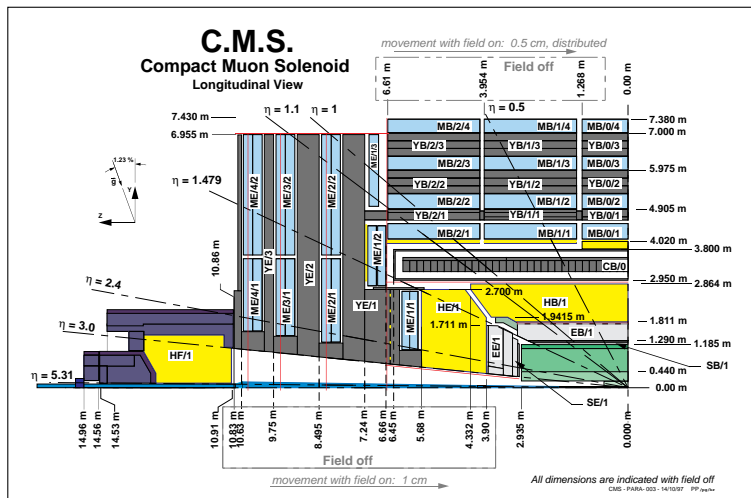 C.M.S.
Compact Muon Solenoid
Longitudinal View
movement with field on: 0.5 cm, distributed
Field off
6.61 m
3.954 m
1.268 m
0.00 m
η = 1.1
η = 1
η = 0.5
7.430 m
6.955 m
7.380 m
7.000 m
5.975 m
4.905 m
4.020 m
3.800 m
2.950 m
2.864 m
1.811 m
1.290 m
1.185 m
0.440 m
0.00 m
MB/2/4
MB/1/4
MB/0/4
YB/2/3
YB/1/3
YB/0/3
MB/2/3
MB/1/3
MB/0/3
YB/2/2
YB/1/2
YB/0/2
MB/2/2
MB/1/2
MB/0/2
YB/2/1
YB/1/1
YB/0/1
MB/2/1
MB/1/1
MB/0/1
CB/0
1.23 %
g
Y
Z
η = 1.479
ME/4/2
ME/3/2
ME/2/2
ME/1/3
YE/3
YE/2
ME/1/2
10.86 m
η = 2.4
ME/4/1
ME/3/1
ME/2/1
YE/1
ME/1/1
2.700 m
HE/1
1.711 m
HB/1
1.9415 m
EB/1
EE/1
SB/1
SE/1
η = 3.0
HF/1
η = 5.31
14.96 m
14.56 m
14.53 m
10.91 m
10.83 m
10.63 m
9.75 m
8.495 m
7.24 m
6.66 m
6.45 m
5.68 m
4.332 m
3.90 m
2.935 m
0.000 m
Field off
movement with field on: 1 cm
All dimensions are indicated with field off
CMS - PARA- 003 - 14/10/97
PP